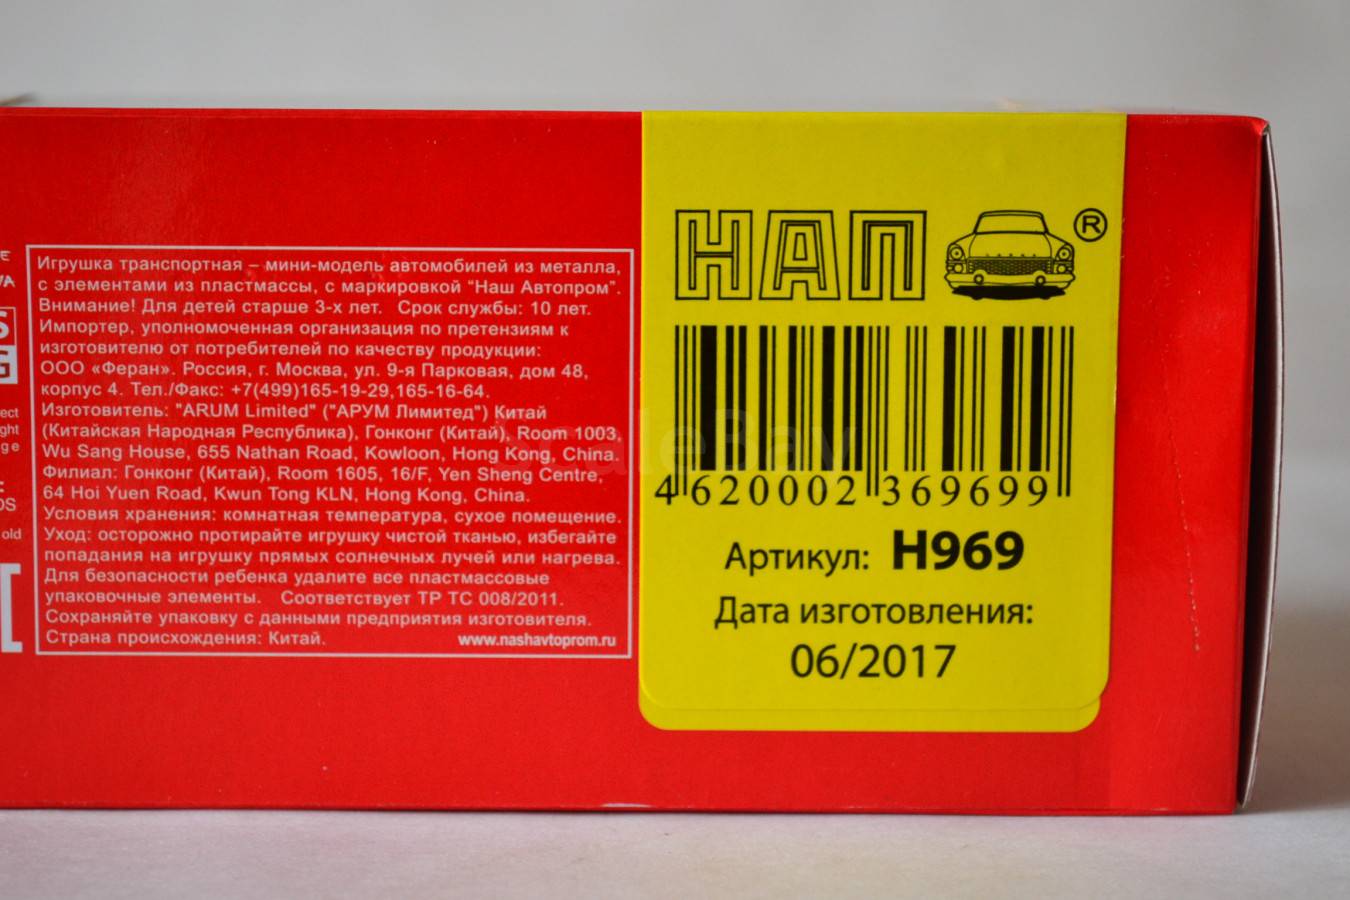 Игрушка транспортная – мини-модель автомобилей из металла,
с элементами из пластмассы, с маркировкой "Наш Автопром".
Внимание! Для детей старше 3-х лет. Срок службы: 10 лет.
Импортер, уполномоченная организация по претензиям к
изготовителю от потребителей по качеству продукции:
ООО «Феран». Россия, г. Москва, ул. 9-я Парковая, дом 48,
корпус 4. Тел./Факс: +7(499)165-19-29,165-16-64.
Изготовитель: "ARUM Limited" ("АРУМ Лимитед") Китай
(Китайская Народная Республика), Гонконг (Китай), Room 1003,
Wu Sang House, 655 Nathan Road, Kowloon, Hong Kong, China.
Филиал: Гонконг (Китай), Room 1605, 16/F, Yen Sheng Centre,
64 Hoi Yuen Road, Kwun Tong KLN, Hong Kong, China.
Условия хранения: комнатная температура, сухое помещение.
Уход: осторожно протирайте игрушку чистой тканью, избегайте
попадания на игрушку прямых солнечных лучей или нагрева.
Для безопасности ребенка удалите все пластмассовые
упаковочные элементы. Соответствует ТР ТС 008/2011.
Сохраняйте упаковку с данными предприятия изготовителя.
Страна происхождения: Китай. www.nashavtoprom.ru
НАП ®
4 620002 369699
Артикул: H969
Дата изготовления:
06/2017
ScaleBay
old